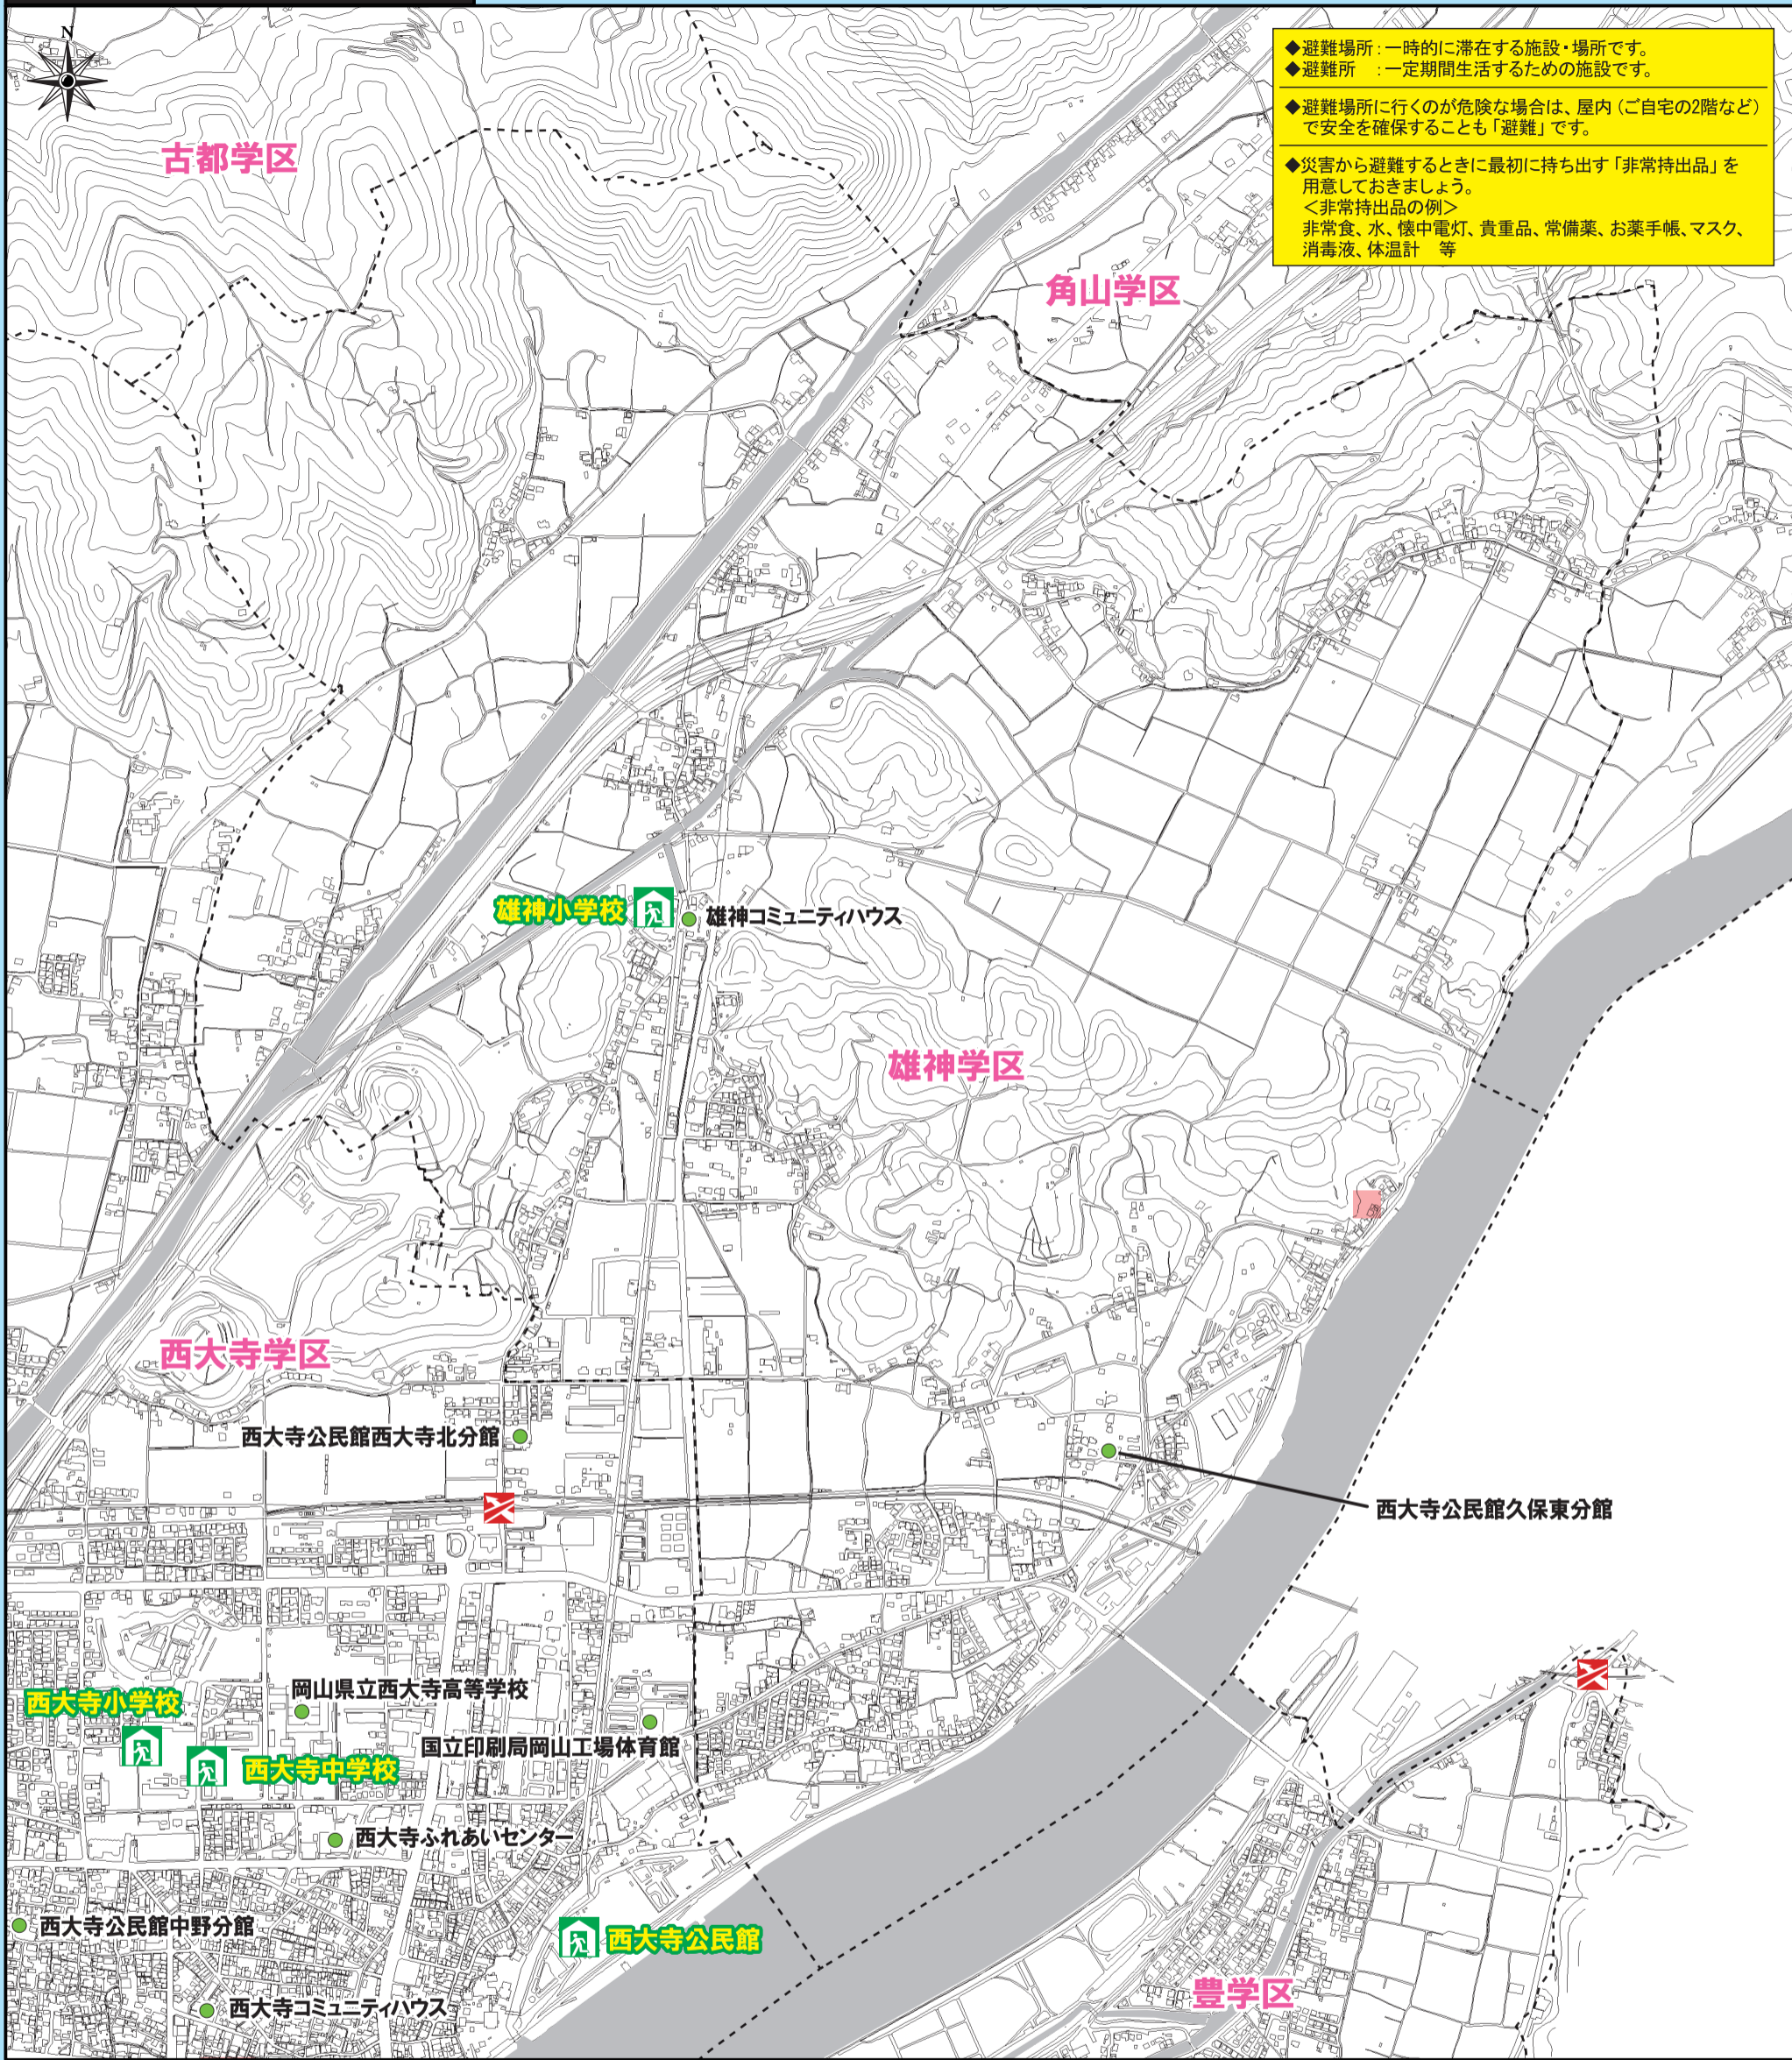 N
◆避難場所:一時的に滞在する施設・場所です。
◆避難所 :一定期間生活するための施設です。
◆避難場所に行くのが危険な場合は、屋内(ご自宅の2階など)
で安全を確保することも「避難」です。
◆災害から避難するときに最初に持ち出す「非常持出品」を
用意しておきましょう。
<非常持出品の例>
非常食、水、懐中電灯、貴重品、常備薬、お薬手帳、マスク、
消毒液、体温計 等
古都学区
角山学区
雄神小学校
雄神コミュニティハウス
雄神学区
西大寺学区
西大寺公民館西大寺北分館
西大寺公民館久保東分館
岡山県立西大寺高等学校
西大寺小学校
国立印刷局岡山工場体育館
西大寺中学校
西大寺ふれあいセンター
西大寺公民館中野分館
西大寺公民館
豊学区
西大寺コミュニティハウス